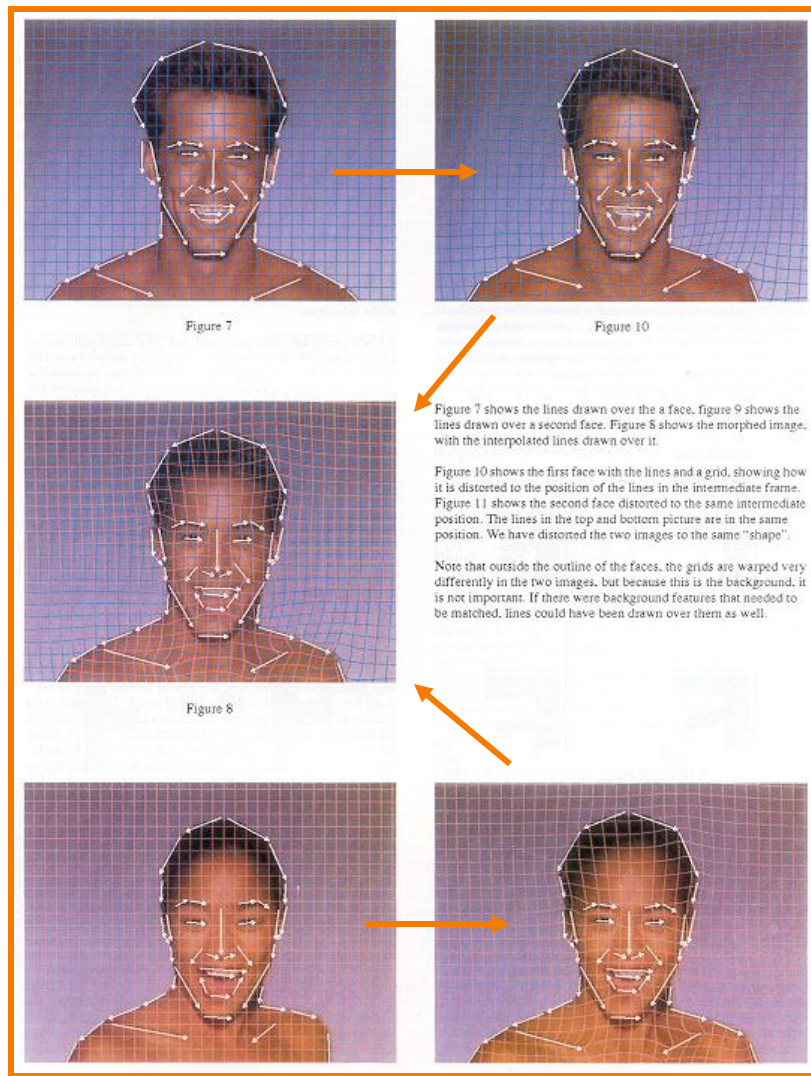 Figure 7
Figure 10
Figure 7 shows the lines drawn over the a face, figure 9 shows the
lines drawn over a second face. Figure 8 shows the morphed image,
with the interpolated lines drawn over it.
Figure 10 shows the first face with the lines and a grid, showing how
it is distorted to the position of the lines in the intermediate frame.
Figure 11 shows the second face distorted to the same intermediate
position. The lines in the top and bottom picture are in the same
position. We have distorted the two images to the same "shape".
Note that outside the outline of the faces, the grids are warped very
differently in the two images, but because this is the background, it
is not important. If there were background features that needed to
be matched, lines could have been drawn over them as well.
Figure 8